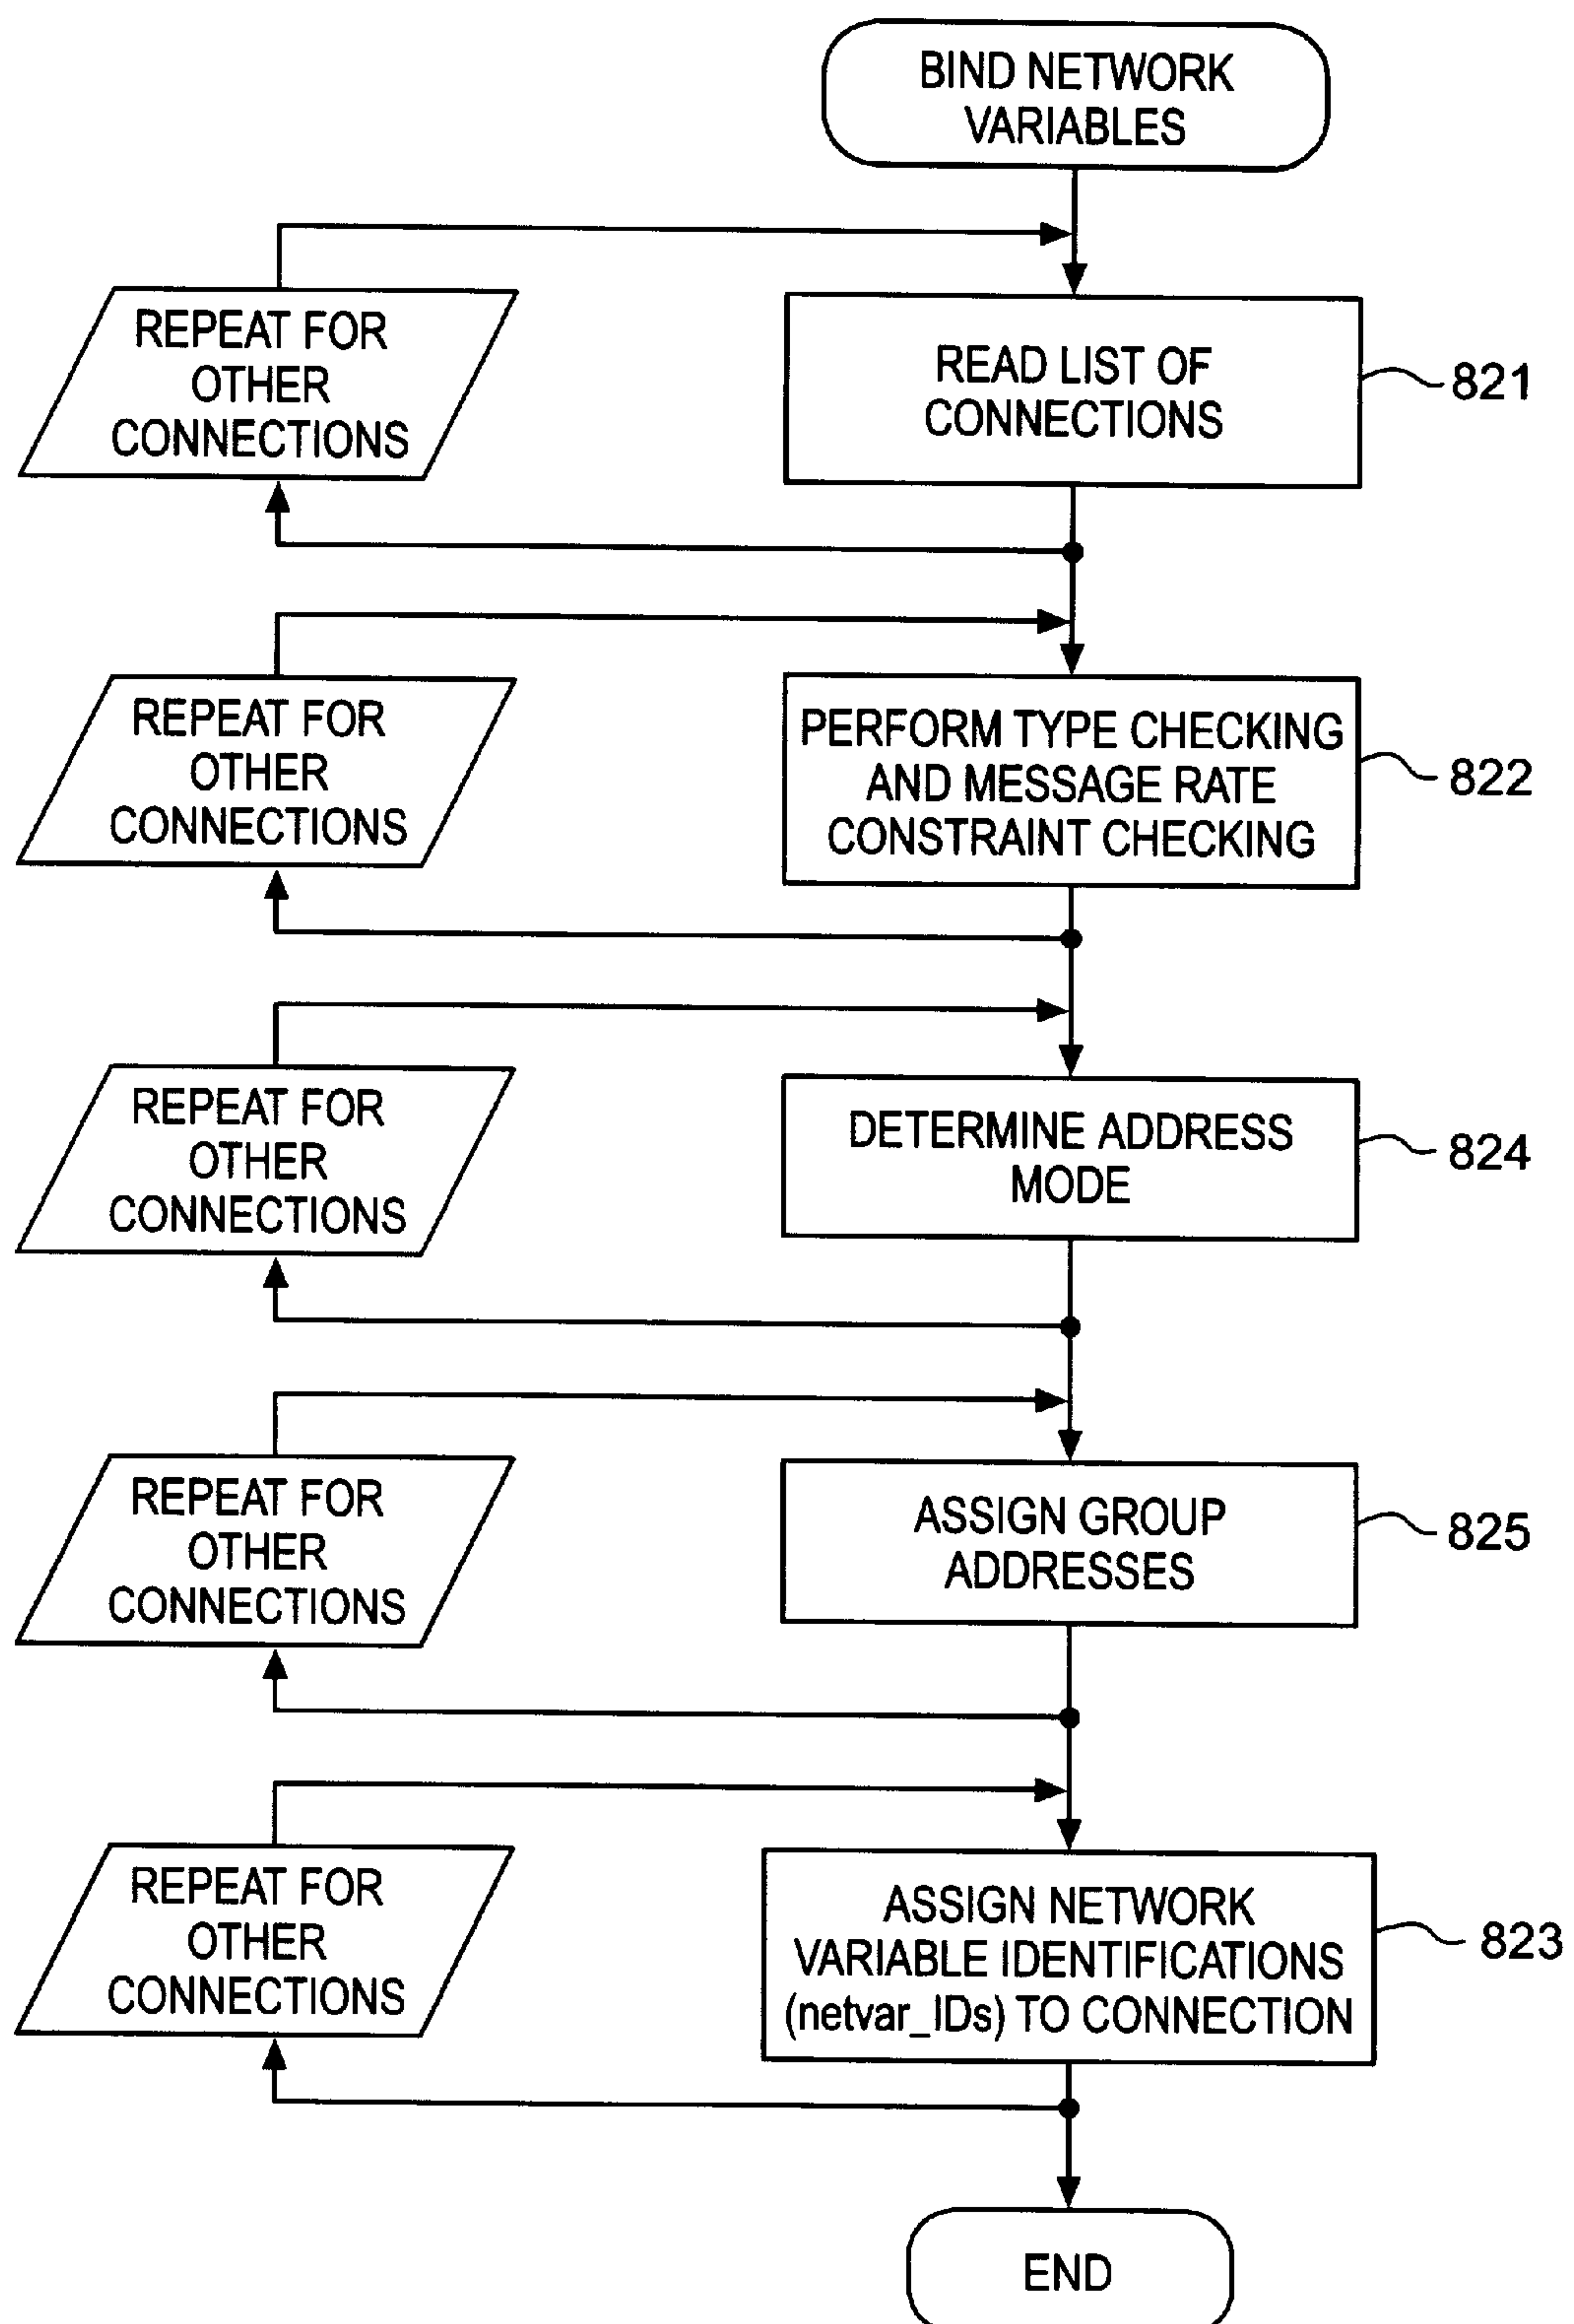 BIND NETWORK
VARIABLES
REPEAT FOR
OTHER
CONNECTIONS
READ LIST OF
CONNECTIONS
821
REPEAT FOR
OTHER
CONNECTIONS
PERFORM TYPE CHECKING
AND MESSAGE RATE
CONSTRAINT CHECKING
822
REPEAT FOR
OTHER
CONNECTIONS
DETERMINE ADDRESS
MODE
824
REPEAT FOR
OTHER
CONNECTIONS
ASSIGN GROUP
ADDRESSES
825
REPEAT FOR
OTHER
CONNECTIONS
ASSIGN NETWORK
VARIABLE IDENTIFICATIONS
(netvar_IDs) TO CONNECTION
823
END